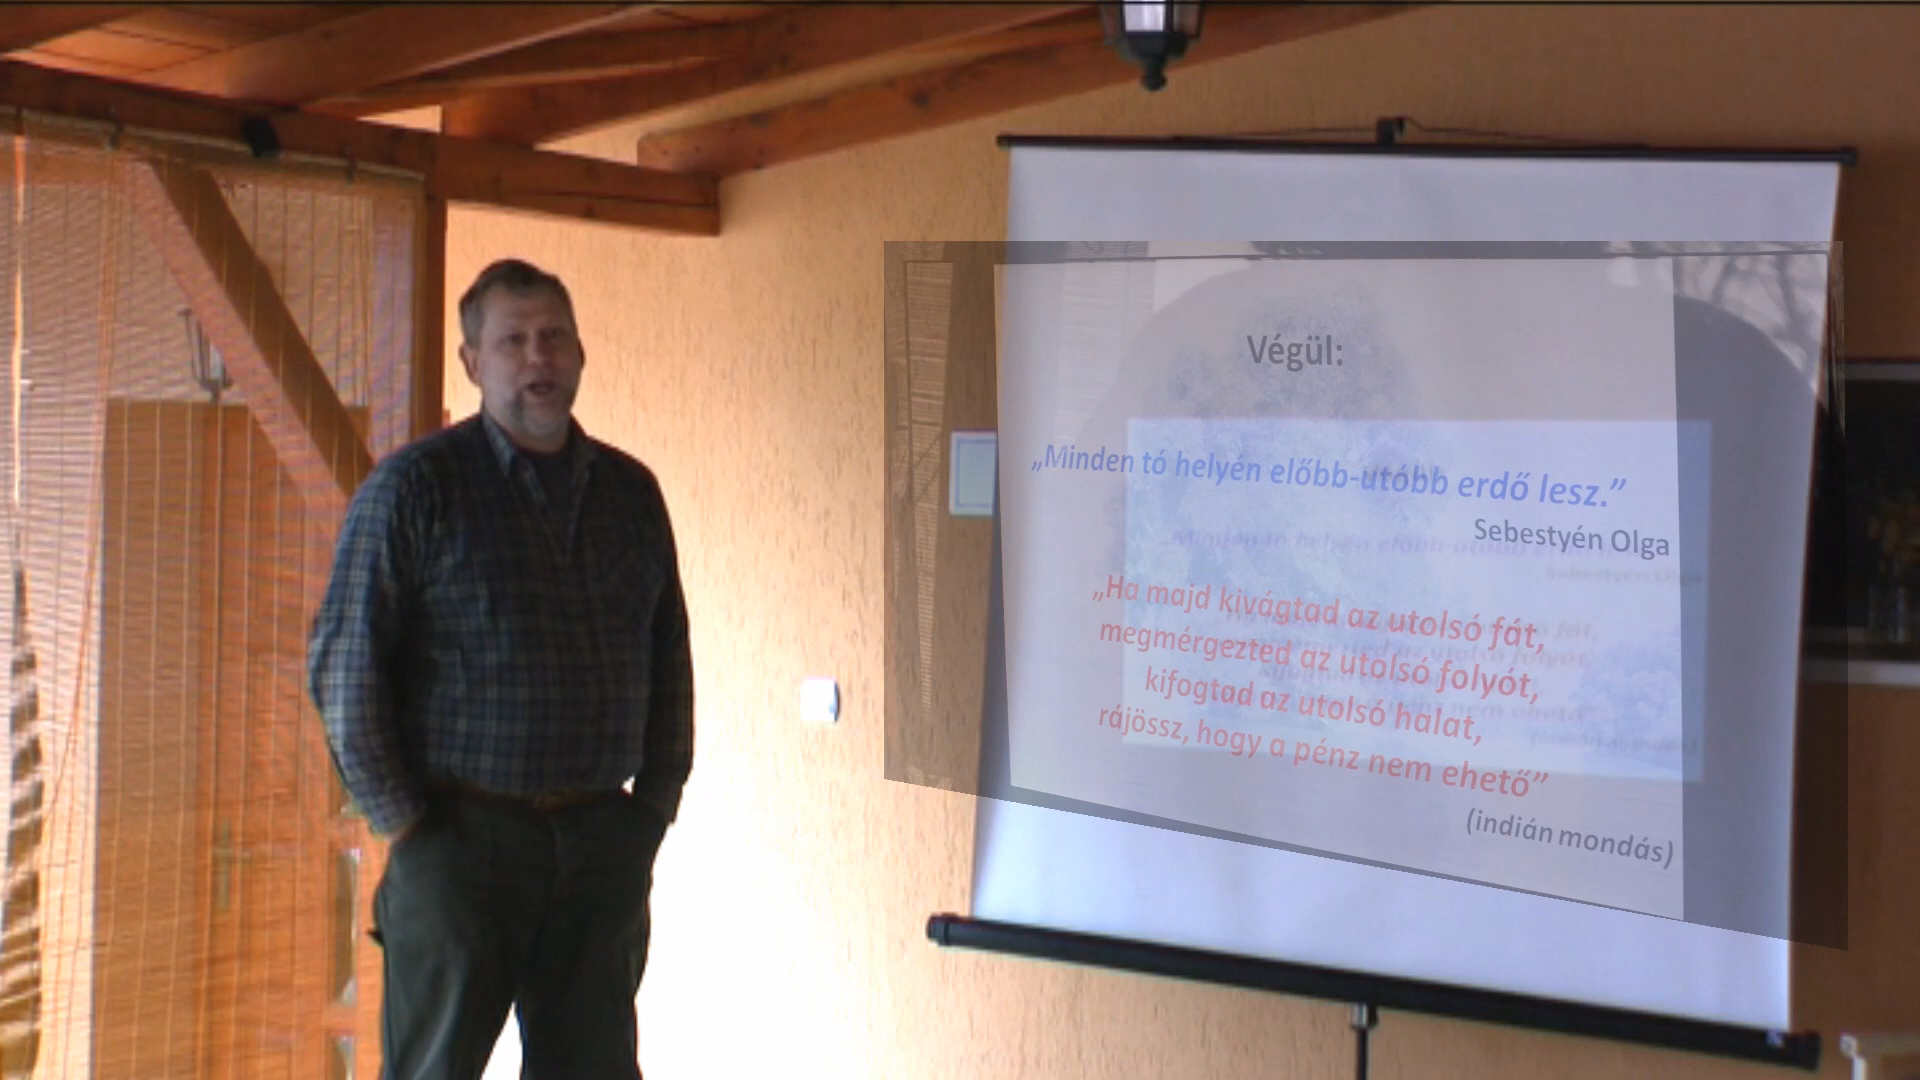 Végül:
„Minden tó helyén előbb-utóbb erdő lesz.”
Sebestyén Olga
„Ha majd kivágtad az utolsó fát,
megmérgezted az utolsó folyót,
kifogtad az utolsó halat,
rájössz, hogy a pénz nem ehető”
(indián mondás)